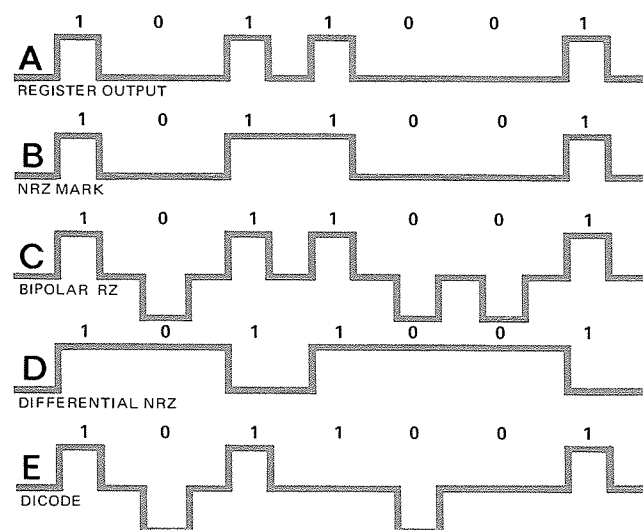 1 0 1 1 0 0 1
A
REGISTER OUTPUT
1 0 1 1 0 0 1
B
NRZ MARK
1 0 1 1 0 0 1
C
BIPOLAR RZ
1 0 1 1 0 0 1
D
DIFFERENTIAL NRZ
1 0 1 1 0 0 1
E
DICODE